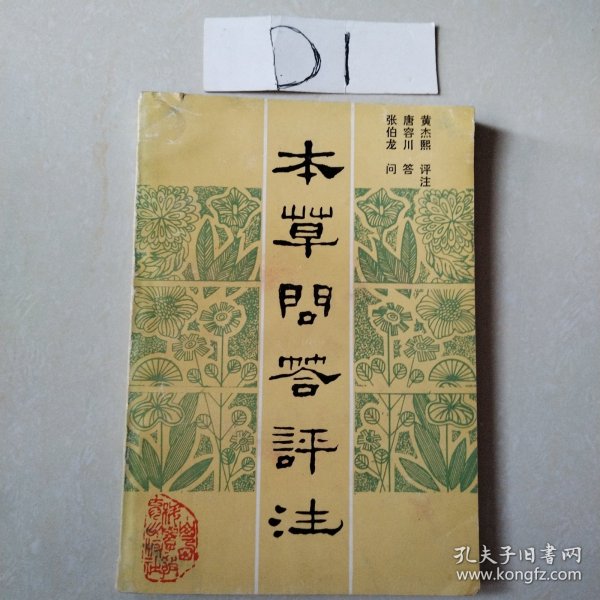 D1
黄杰熙 评注
唐容川 答
张伯龙 问
本草問答評注
孔夫子旧书网
www.kongfz.com